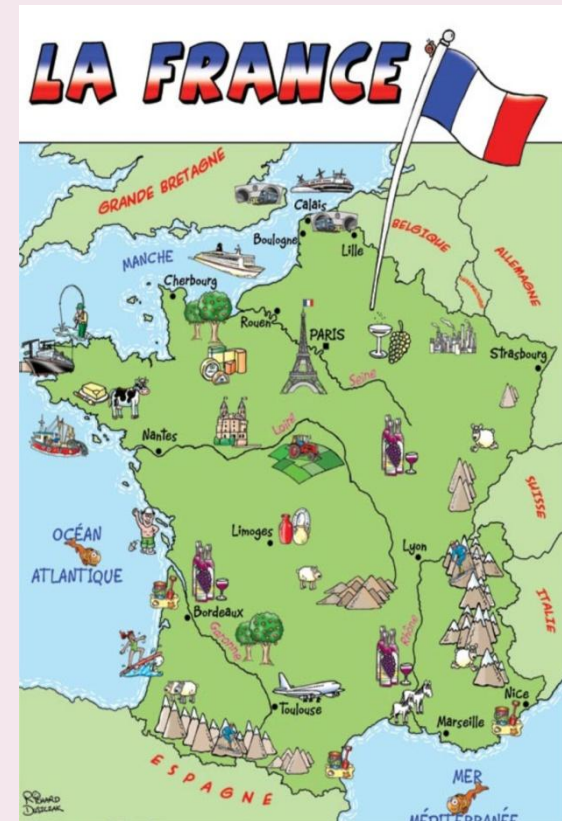 LA FRANCE
GRANDE BRETAGNE
Calais
Boulogne
Lille
BELGIQUE
ALLEMAGNE
MANCHE
Cherbourg
Rouen
PARIS
Strasbourg
Seine
Nantes
Loire
SUISSE
OCÉAN
ATLANTIQUE
Limoges
Lyon
ITALIE
Bordeaux
Garonne
Rhône
Toulouse
Nice
Marseille
ESPAGNE
MER
MÉDITERRANÉE